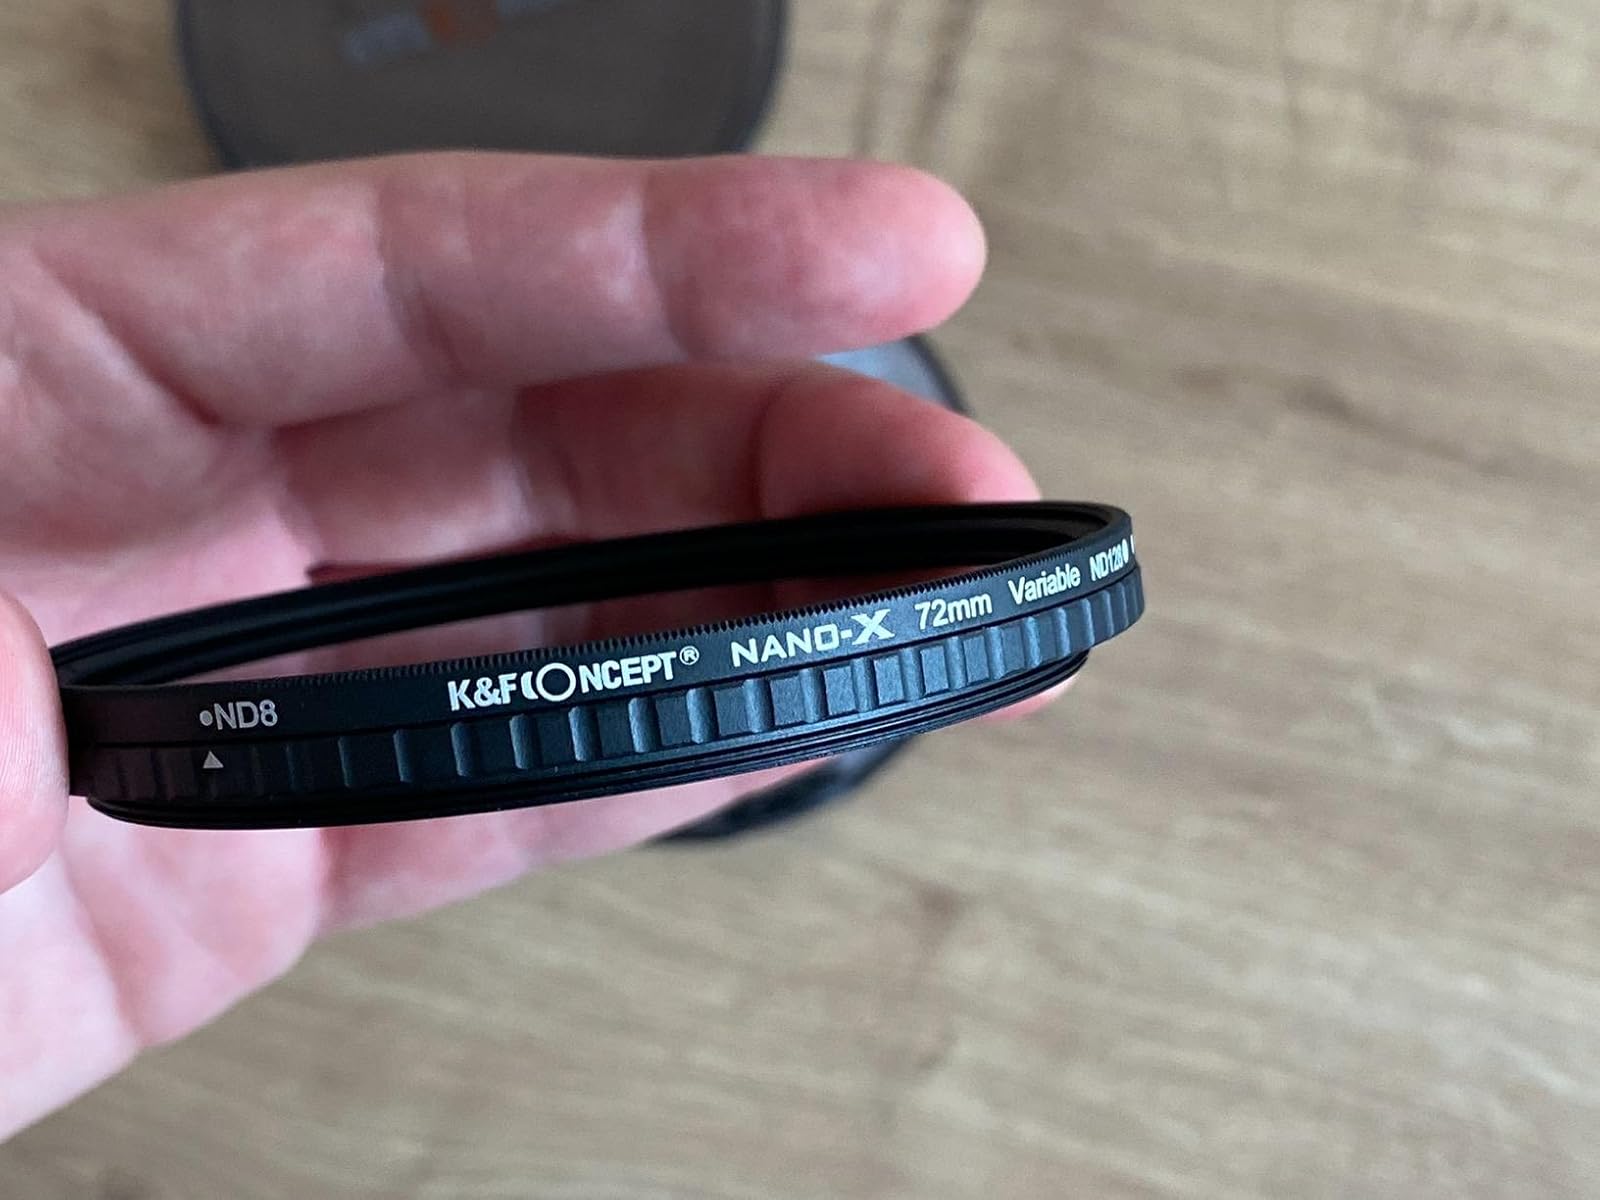 •ND8 K&F CONCEPT® NANO-X 72mm Variable ND128•